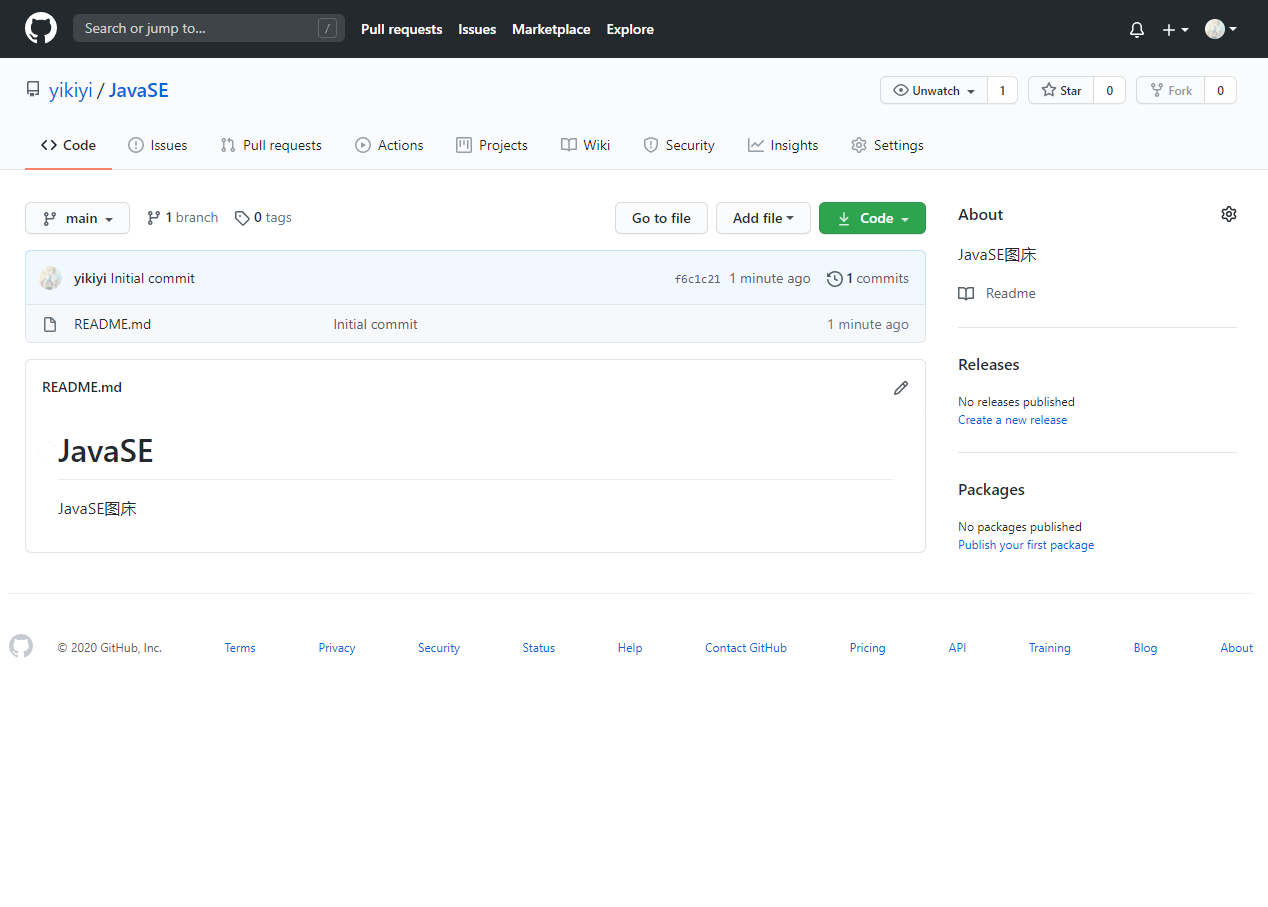 Search or jump to... / Pull requests Issues Marketplace Explore
yikiyi / JavaSE Unwatch 1 Star 0 Fork 0
Code Issues Pull requests Actions Projects Wiki Security Insights Settings
main 1 branch 0 tags Go to file Add file Code
yikiyi Initial commit f6c1c21 1 minute ago 1 commits
README.md Initial commit 1 minute ago
README.md
JavaSE
JavaSE图床
About
JavaSE图床
Readme
Releases
No releases published
Create a new release
Packages
No packages published
Publish your first package
© 2020 GitHub, Inc. Terms Privacy Security Status Help Contact GitHub Pricing API Training Blog About